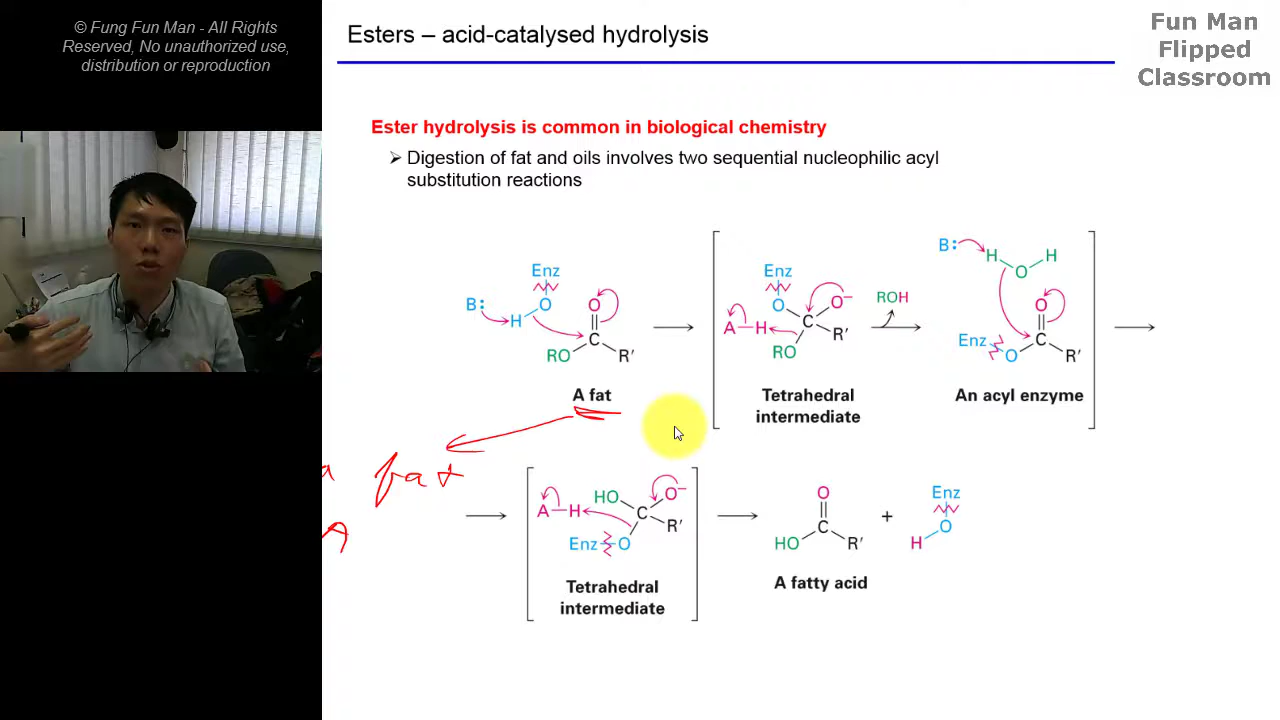 © Fung Fun Man - All Rights
Reserved, No unauthorized use,
distribution or reproduction
Esters – acid-catalysed hydrolysis
Fun Man
Flipped
Classroom
Ester hydrolysis is common in biological chemistry
➢ Digestion of fat and oils involves two sequential nucleophilic acyl
substitution reactions
Enz
B:
H
O
O
RO
C
R'
A fat
Enz
O
O−
A
H
C
R'
RO
Tetrahedral
intermediate
ROH
B:
H
O
H
O
Enz
O
C
R'
An acyl enzyme
a fat
A
HO
O−
A
H
C
R'
Enz
O
Tetrahedral
intermediate
O
C
HO
R'
A fatty acid
+
Enz
O
H